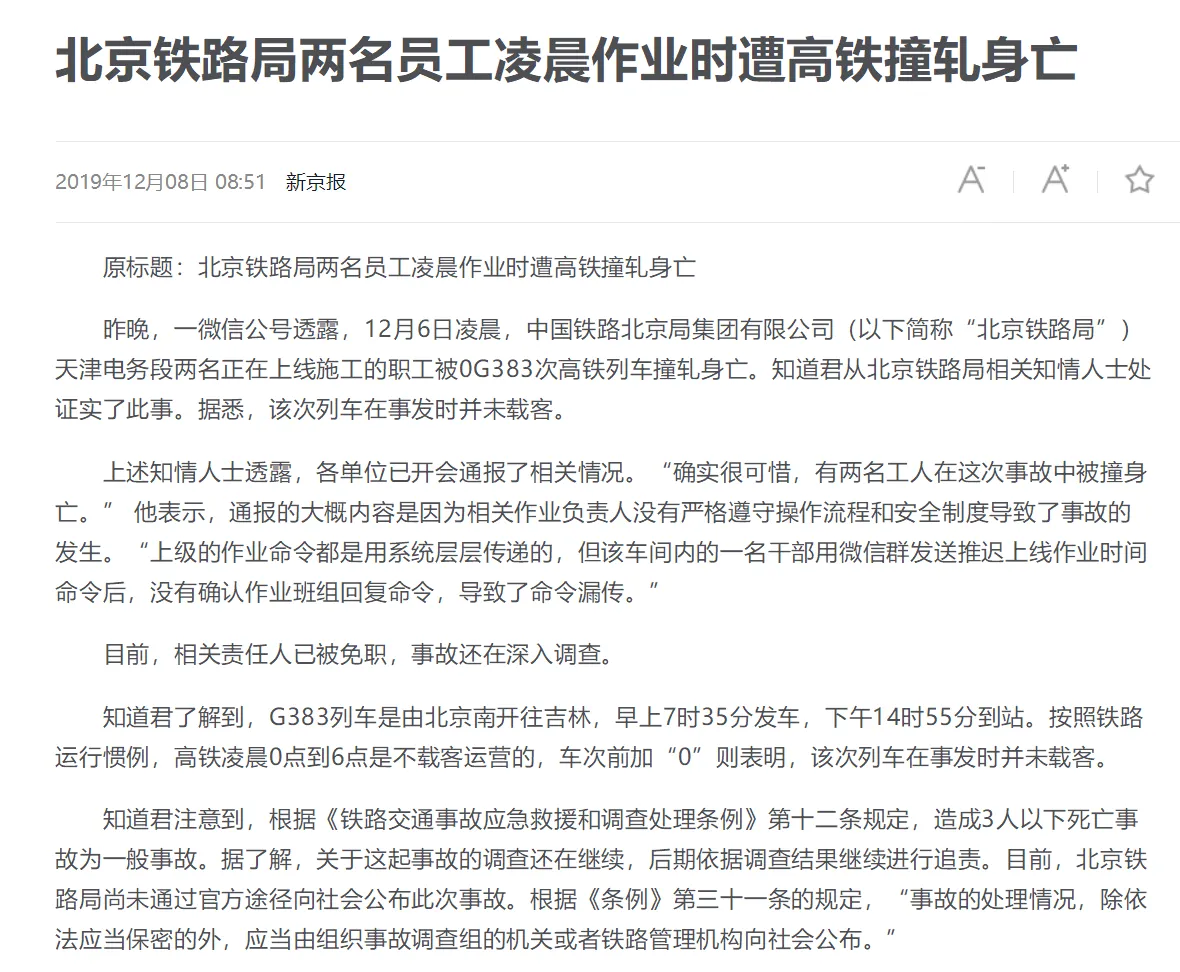 北京铁路局两名员工凌晨作业时遭高铁撞轧身亡
2019年12月08日 08:51 新京报
A- A+
原标题：北京铁路局两名员工凌晨作业时遭高铁撞轧身亡
昨晚，一微信公号透露，12月6日凌晨，中国铁路北京局集团有限公司（以下简称“北京铁路局”）
天津电务段两名正在上线施工的职工被0G383次高铁列车撞轧身亡。知道君从北京铁路局相关知情人士处
证实了此事。据悉，该次列车在事发时并未载客。
上述知情人士透露，各单位已开会通报了相关情况。“确实很可惜，有两名工人在这次事故中被撞身
亡。” 他表示，通报的大概内容是因为相关作业负责人没有严格遵守操作流程和安全制度导致了事故的
发生。“上级的作业命令都是用系统层层传递的，但该车间内的一名干部用微信群发送推迟上线作业时间
命令后，没有确认作业班组回复命令，导致了命令漏传。”
目前，相关责任人已被免职，事故还在深入调查。
知道君了解到，G383列车是由北京南开往吉林，早上7时35分发车，下午14时55分到站。按照铁路
运行惯例，高铁凌晨0点到6点是不载客运营的，车次前加“0”则表明，该次列车在事发时并未载客。
知道君注意到，根据《铁路交通事故应急救援和调查处理条例》第十二条规定，造成3人以下死亡事
故为一般事故。据了解，关于这起事故的调查还在继续，后期依据调查结果继续进行追责。目前，北京铁
路局尚未通过官方途径向社会公布此次事故。根据《条例》第三十一条的规定，“事故的处理情况，除依
法应当保密的外，应当由组织事故调查组的机关或者铁路管理机构向社会公布。”